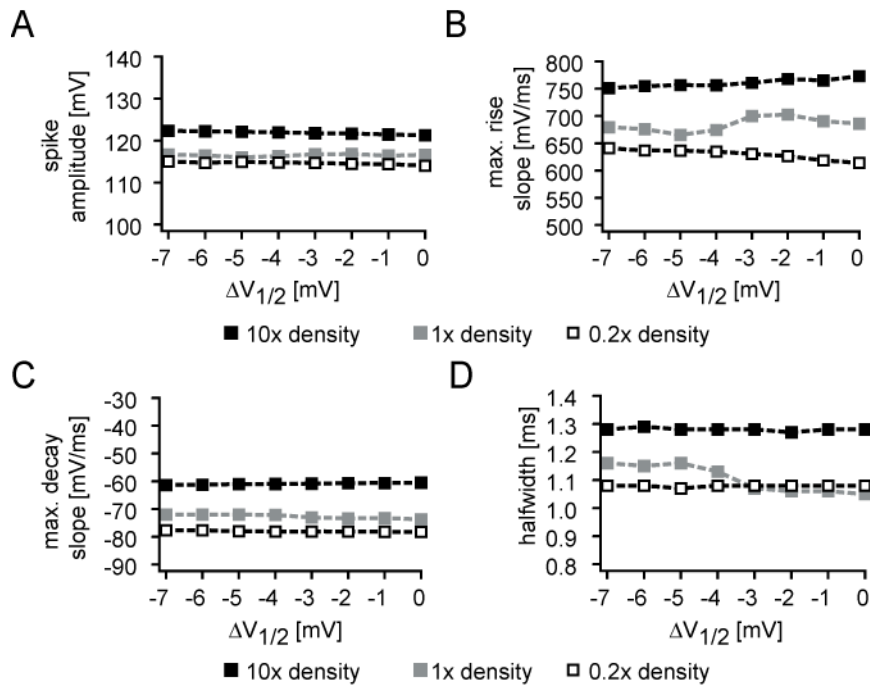 A
spike
amplitude [mV]
140
130
120
110
100
-7 -6 -5 -4 -3 -2 -1 0
ΔV1/2 [mV]
B
max. rise
slope [mV/ms]
800
750
700
650
600
550
500
-7 -6 -5 -4 -3 -2 -1 0
ΔV1/2 [mV]
10x density 1x density 0.2x density
C
max. decay
slope [mV/ms]
-30
-40
-50
-60
-70
-80
-90
-7 -6 -5 -4 -3 -2 -1 0
ΔV1/2 [mV]
D
halfwidth [ms]
1.4
1.3
1.2
1.1
1.0
0.9
0.8
-7 -6 -5 -4 -3 -2 -1 0
ΔV1/2 [mV]
10x density 1x density 0.2x density